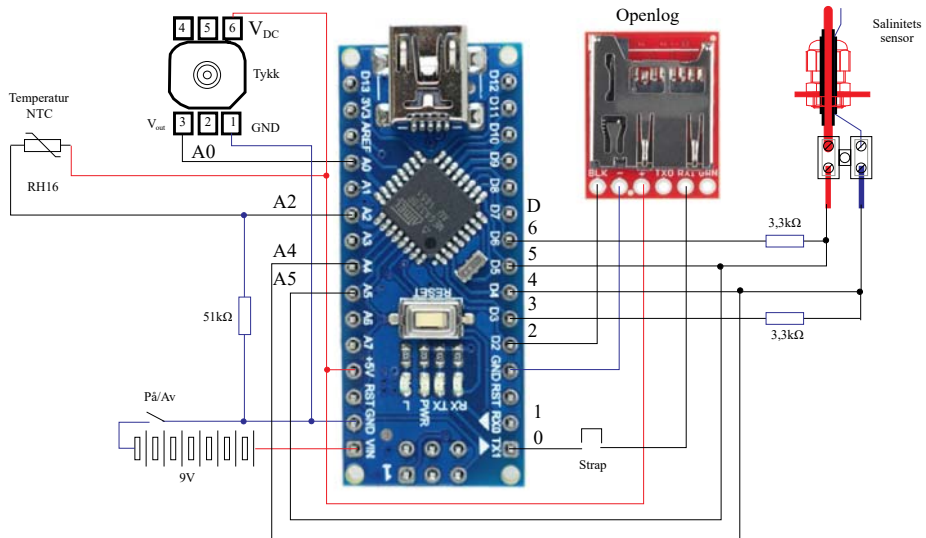 Openlog
Salinitets
sensor
4 5 6 V_DC
Tykk
Temperatur
NTC
V_out
3 2 1
GND
A0
RH16
A2
A4
A5
51kΩ
På/Av
9V
D13
3V3
AREF
A0
A1
A2
A3
A4
A5
A6
A7
+5V
RST
GND
VIN
D12
D11
D10
D9
D8
D7
D6
D5
D4
D3
D2
GND
RST
RX0
TX1
RESET
L
PWR
RX TX
1
BLK
-
+
TXO
RXI
GRN
D
6
5
4
3
2
1
0
3,3kΩ
3,3kΩ
Strap